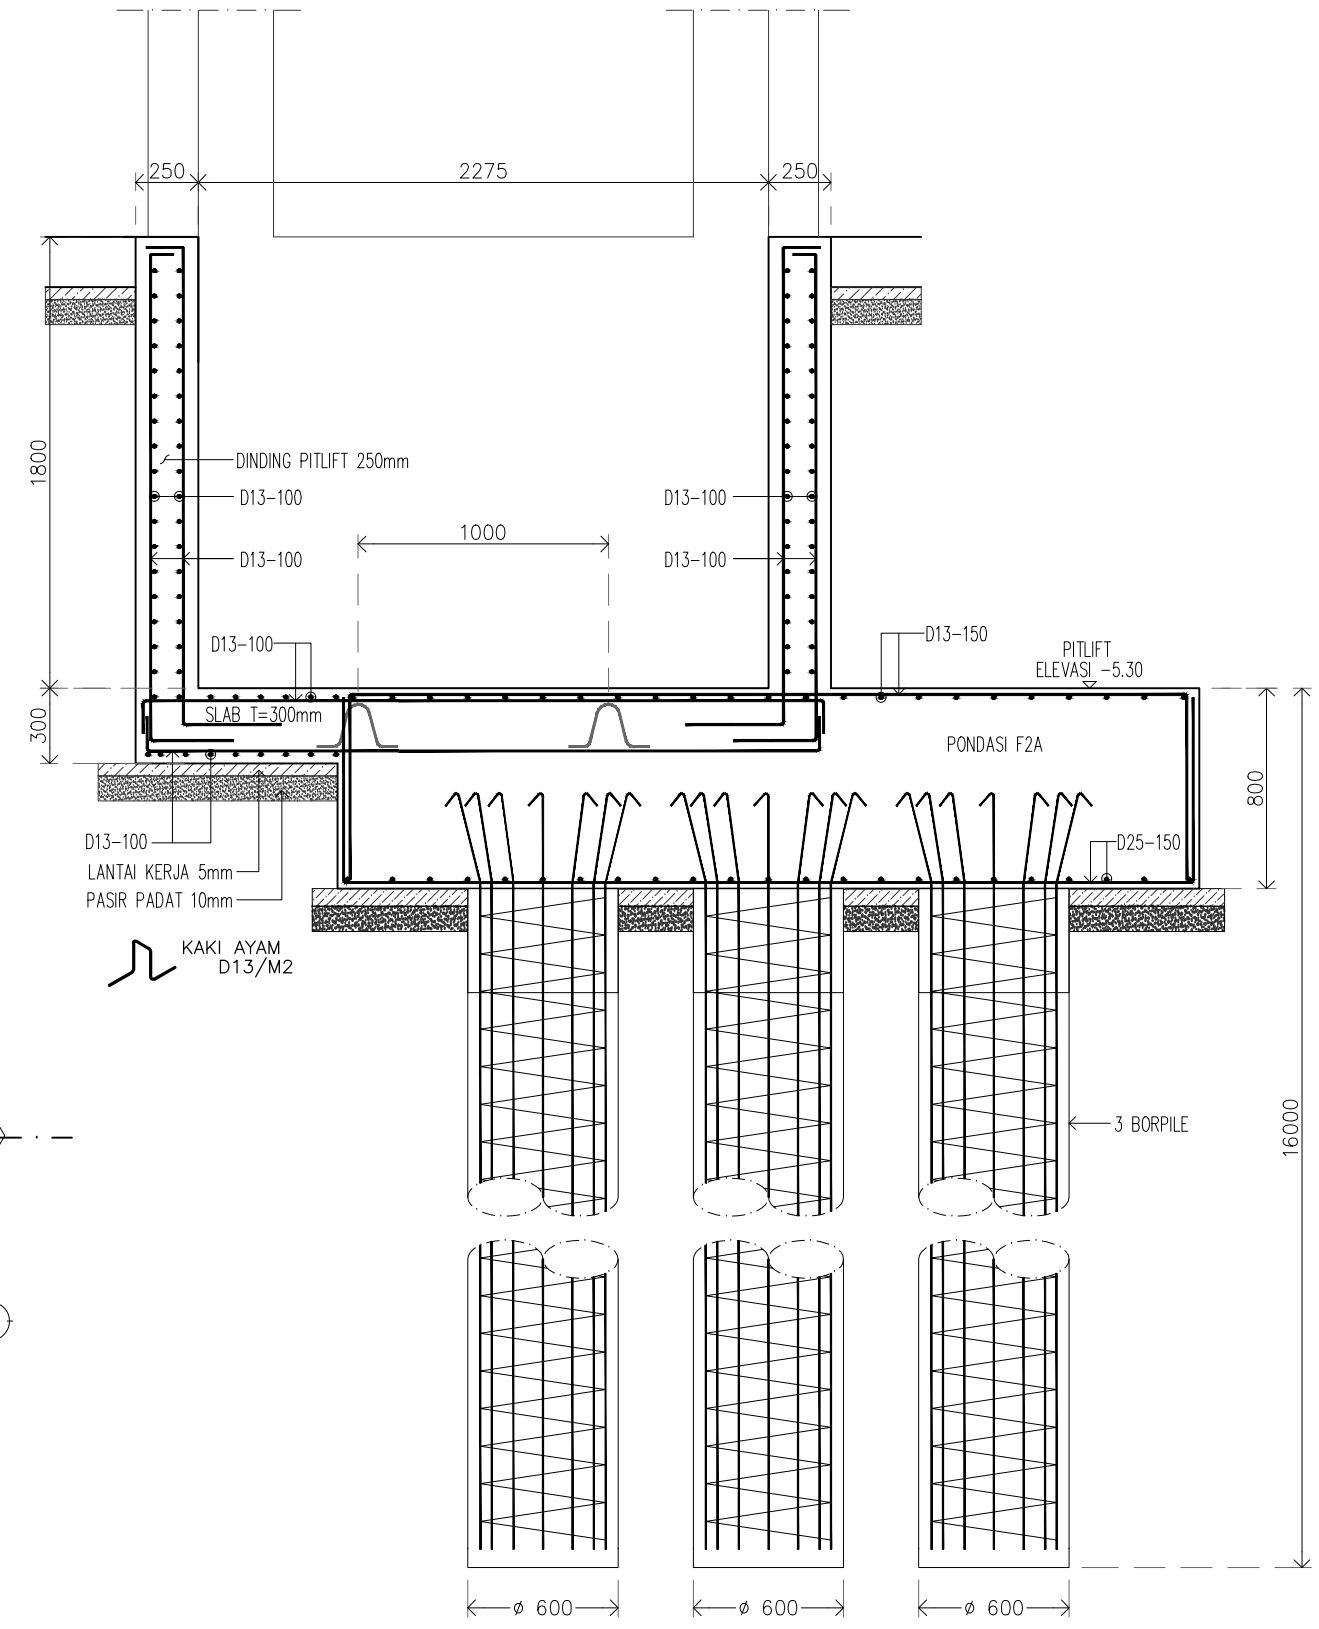 250
2275
250
1800
DINDING PITLIFT 250mm
D13-100
D13-100
1000
D13-100
D13-100
D13-100
D13-150
PITLIFT
ELEVASI -5.30
300
SLAB T=300mm
PONDASI F2A
800
D13-100
D25-150
LANTAI KERJA 5mm
PASIR PADAT 10mm
KAKI AYAM
D13/M2
3 BORPILE
16000
ø 600
ø 600
ø 600